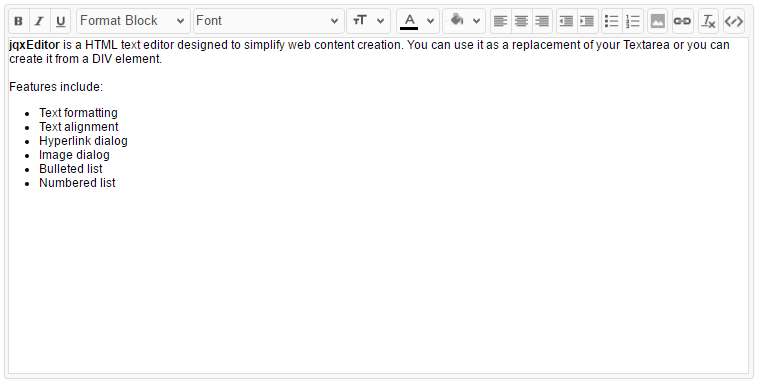 B I U Format Block Font TT A
jqxEditor is a HTML text editor designed to simplify web content creation. You can use it as a replacement of your Textarea or you can
create it from a DIV element.
Features include:
Text formatting
Text alignment
Hyperlink dialog
Image dialog
Bulleted list
Numbered list